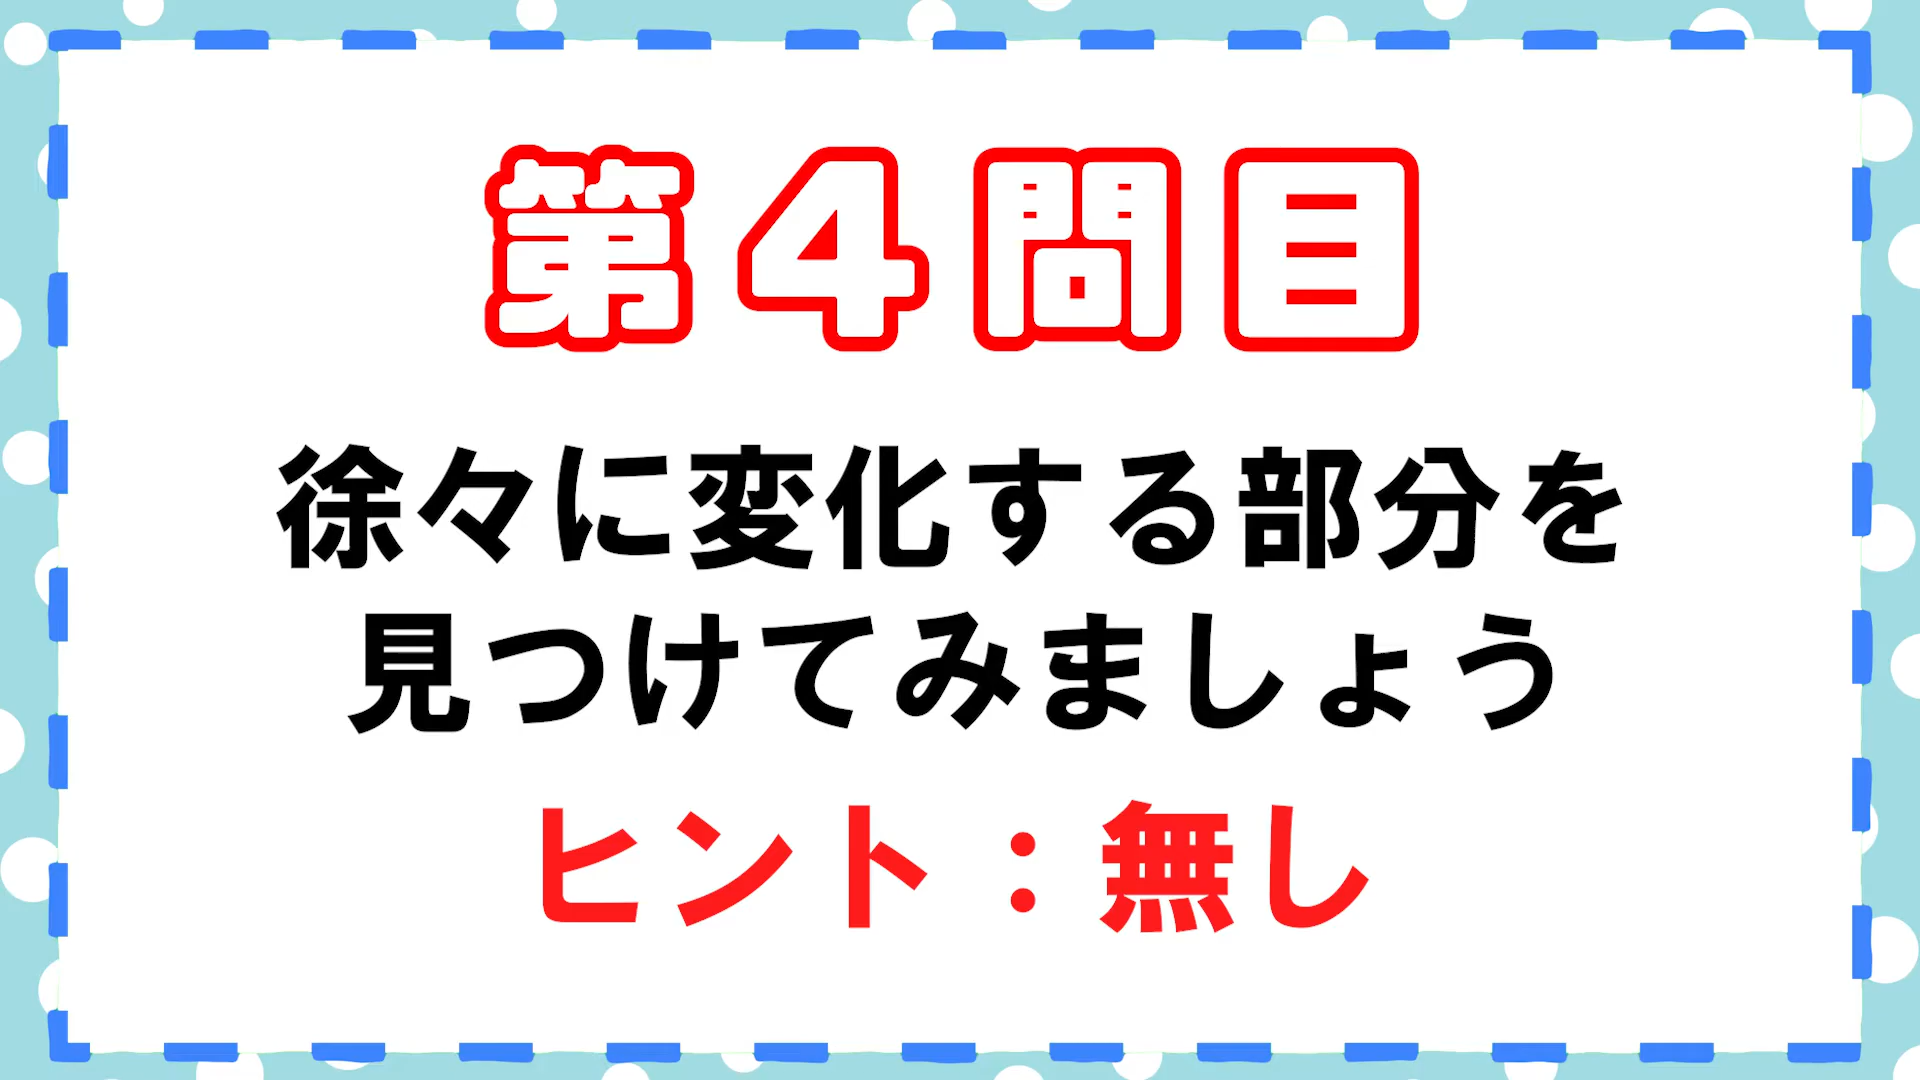 第4問目
徐々に変化する部分を
見つけてみましょう
ヒント：無し